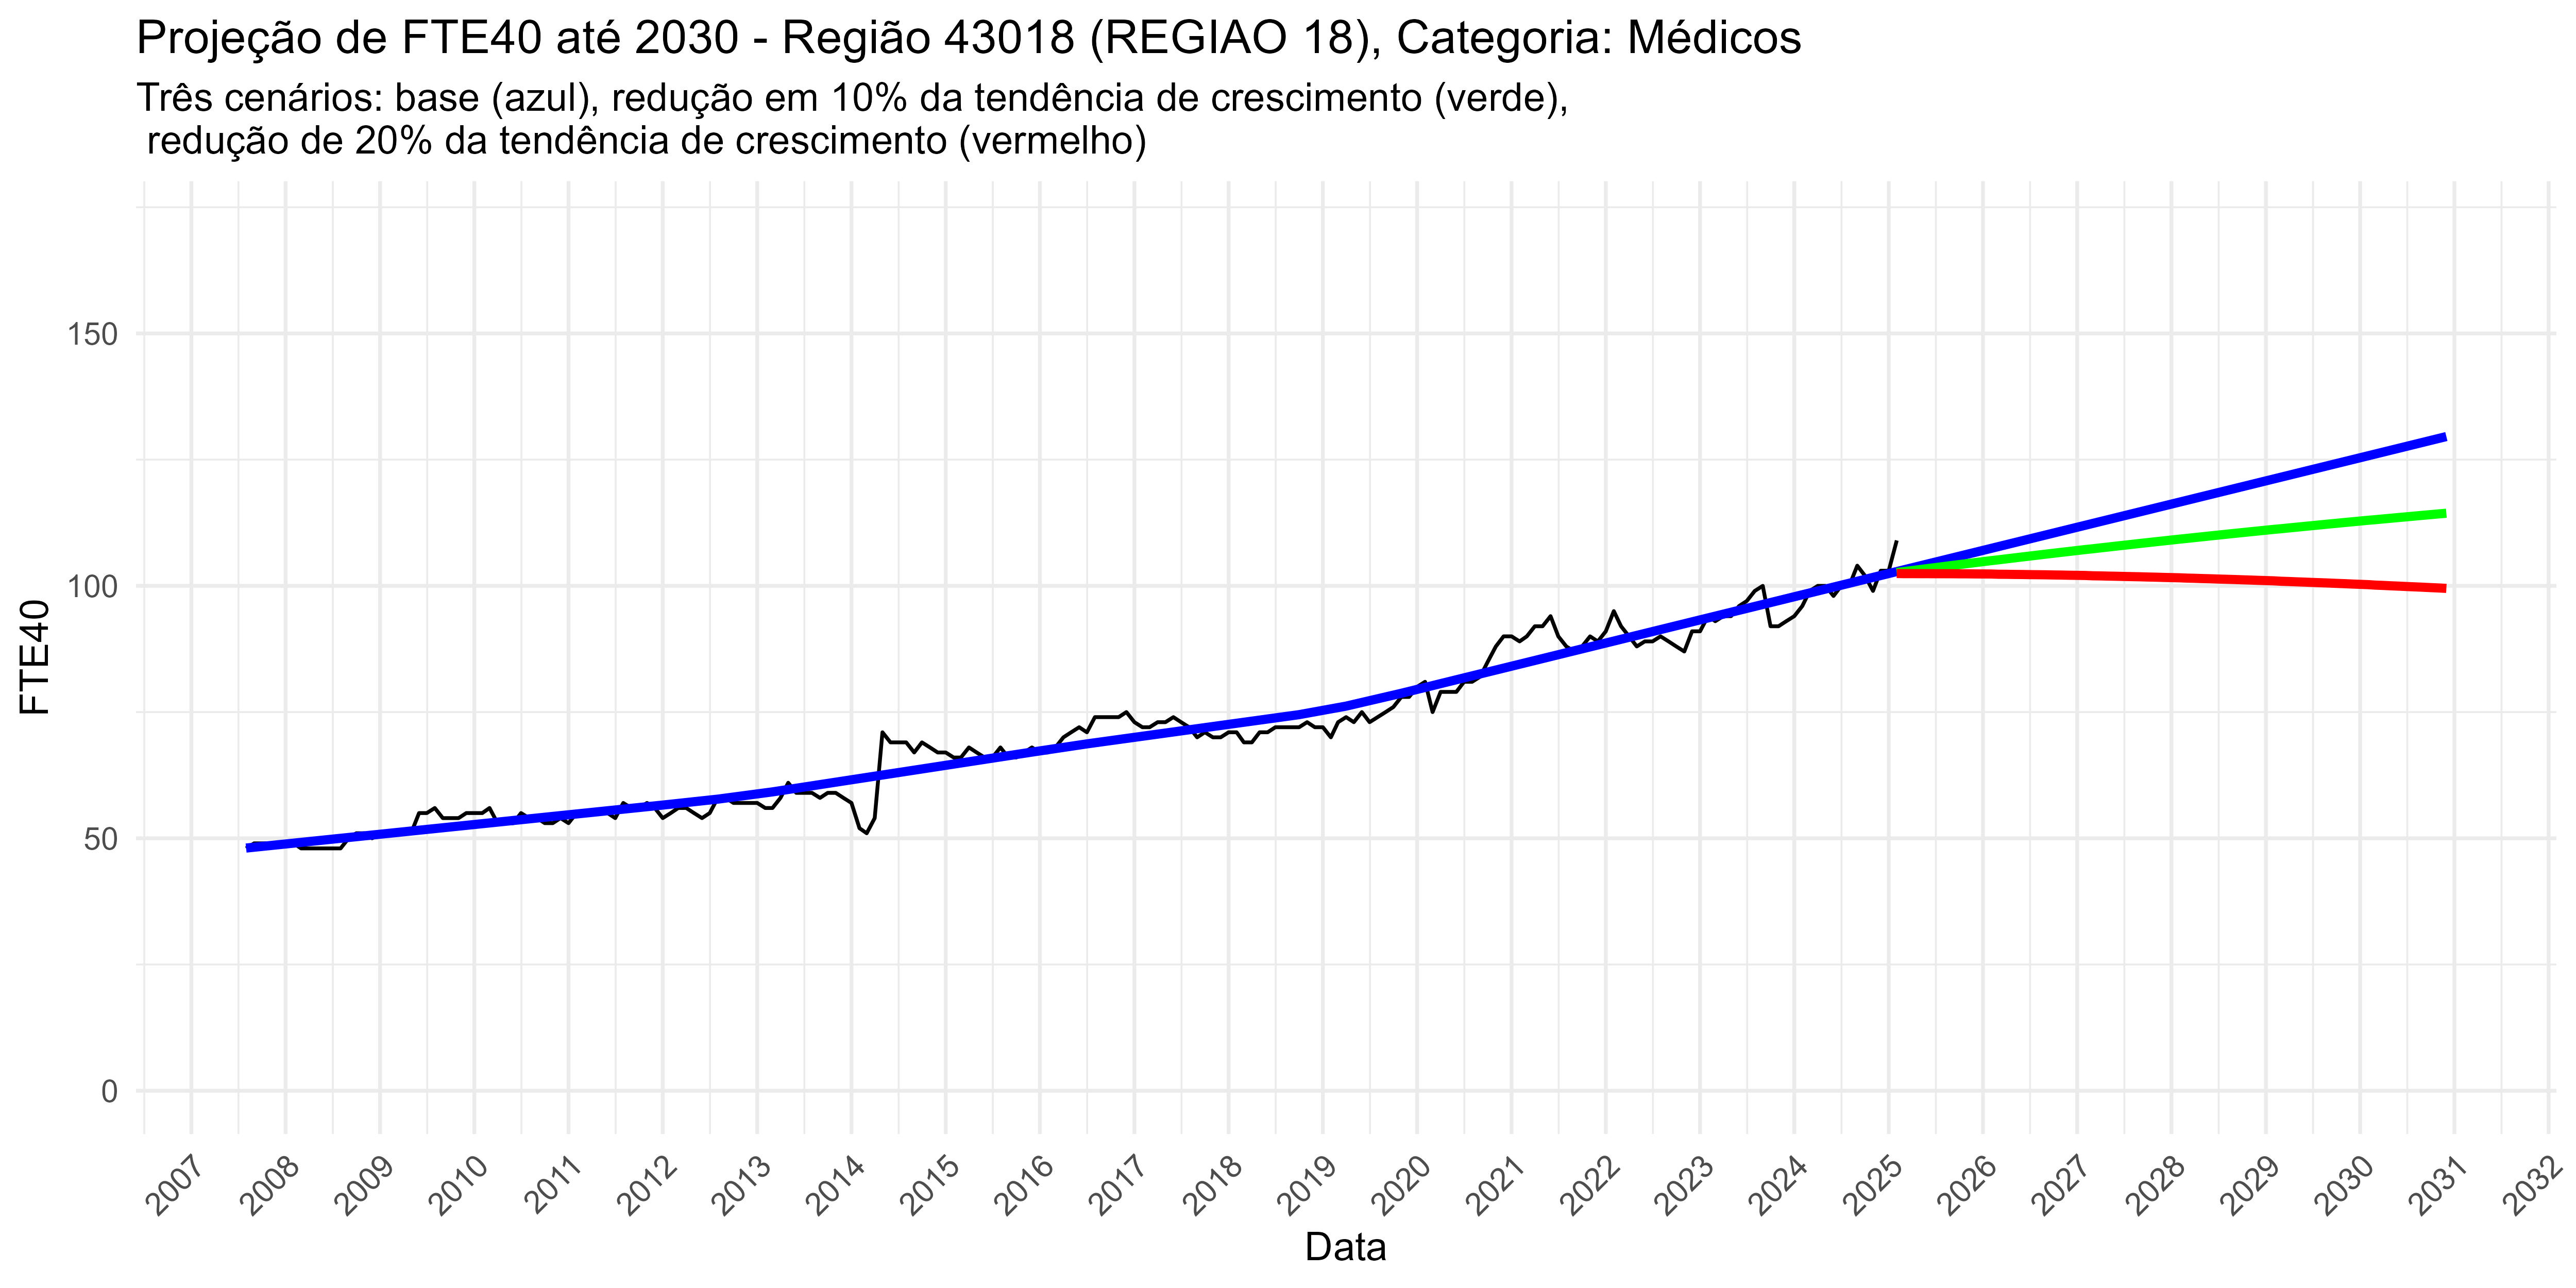 Projeção de FTE40 até 2030 - Região 43018 (REGIAO 18), Categoria: Médicos
Três cenários: base (azul), redução em 10% da tendência de crescimento (verde),
redução de 20% da tendência de crescimento (vermelho)
150
100
50
0
FTE40
2007 2008 2009 2010 2011 2012 2013 2014 2015 2016 2017 2018 2019 2020 2021 2022 2023 2024 2025 2026 2027 2028 2029 2030 2031 2032
Data